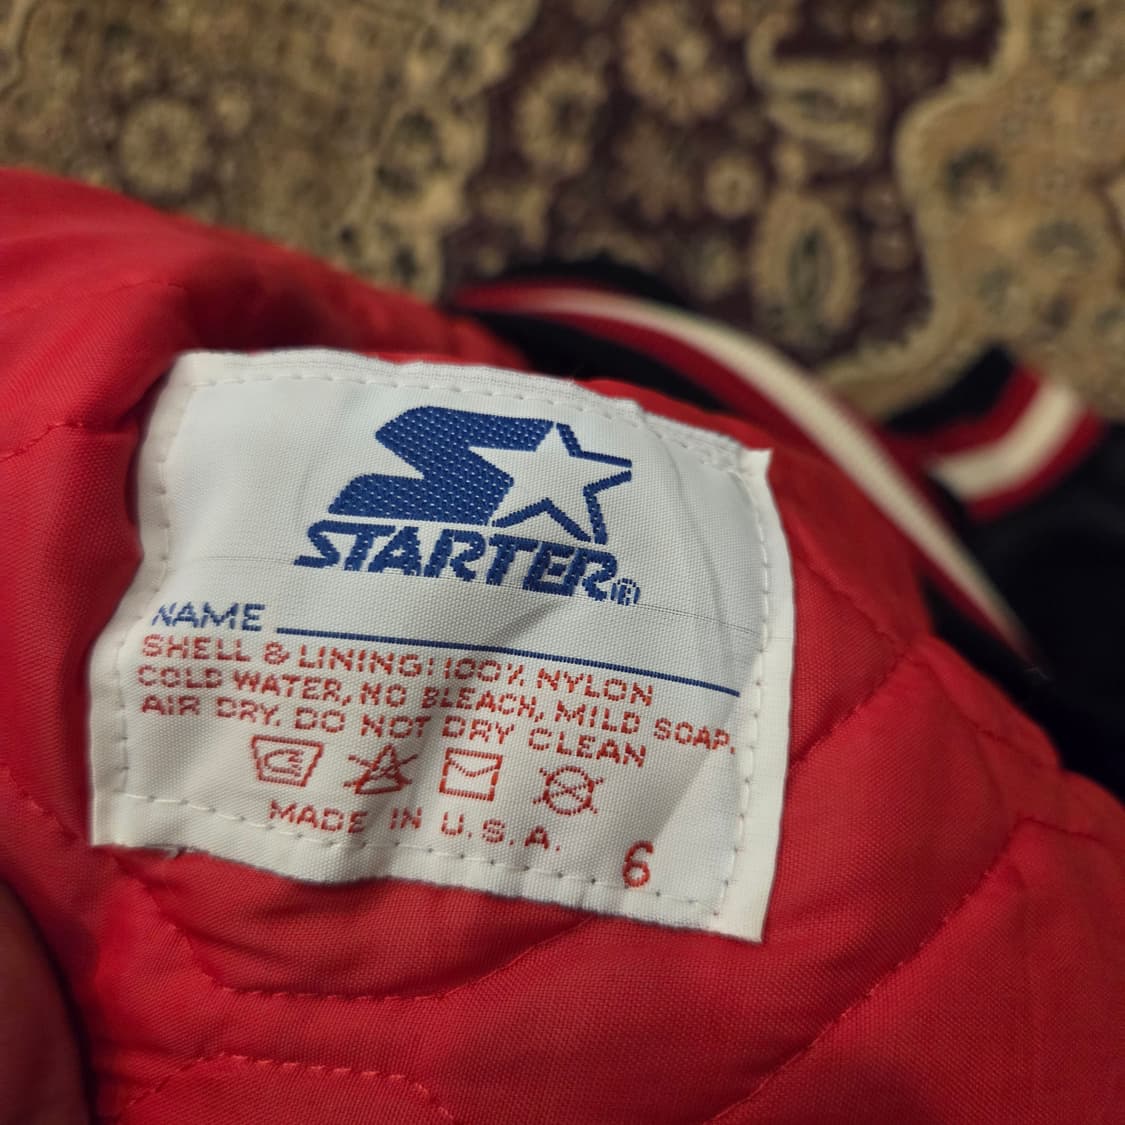 STARTER®
NAME
SHELL & LINING: 100% NYLON
COLD WATER, NO BLEACH, MILD SOAP.
AIR DRY. DO NOT DRY CLEAN
MADE IN U.S.A.
6